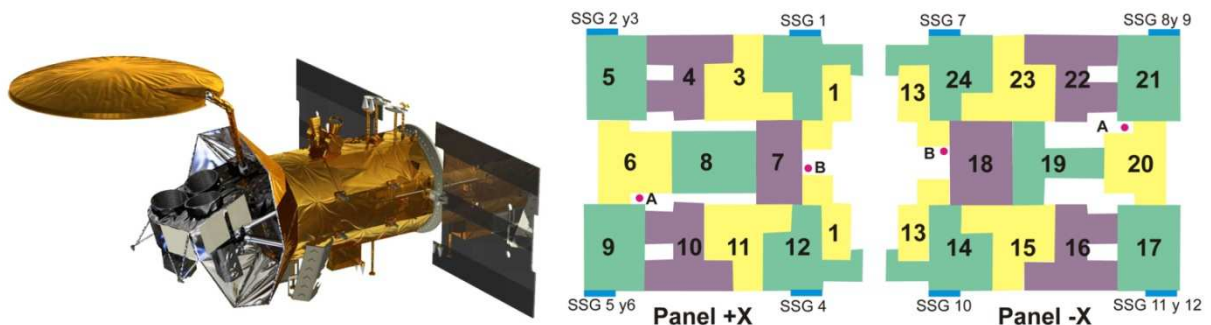 SSG 2 y3
SSG 1
SSG 7
SSG 8y 9
5
4
3
1
13
24
23
22
21
A
6
8
7
B
B
18
19
20
A
9
10
11
12
1
13
14
15
16
17
SSG 5 y6
SSG 4
SSG 10
SSG 11 y 12
Panel +X
Panel -X